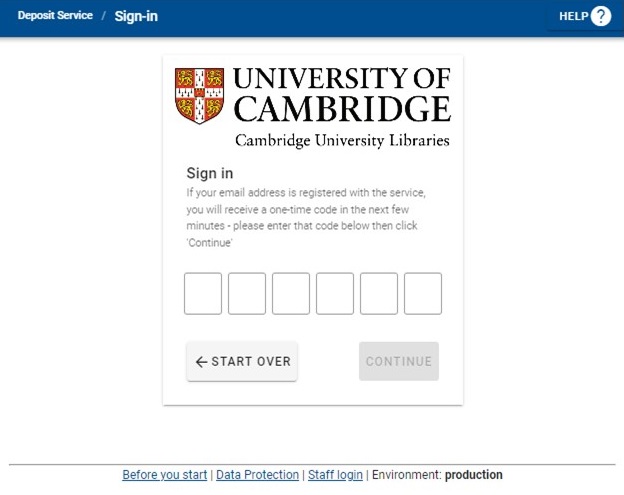 Deposit Service / Sign-in
HELP ?
UNIVERSITY OF
CAMBRIDGE
Cambridge University Libraries
Sign in
If your email address is registered with the service,
you will receive a one-time code in the next few
minutes - please enter that code below then click
'Continue'
START OVER
CONTINUE
Before you start | Data Protection | Staff login | Environment: production